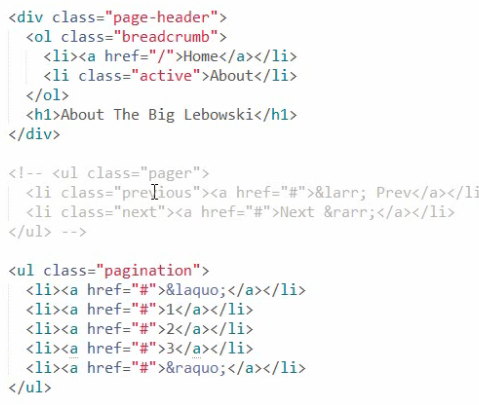 <div class="page-header">
<ol class="breadcrumb">
<li><a href="/">Home</a></li>
<li class="active">About</li>
</ol>
<h1>About The Big Lebowski</h1>
</div>
<!-- <ul class="pager">
<li class="previous"><a href="#">&larr; Prev</a></li
<li class="next"><a href="#">Next &rarr;</a></li>
</ul> -->
<ul class="pagination">
<li><a href="#">&laquo;</a></li>
<li><a href="#">1</a></li>
<li><a href="#">2</a></li>
<li><a href="#">3</a></li>
<li><a href="#">&raquo;</a></li>
</ul>